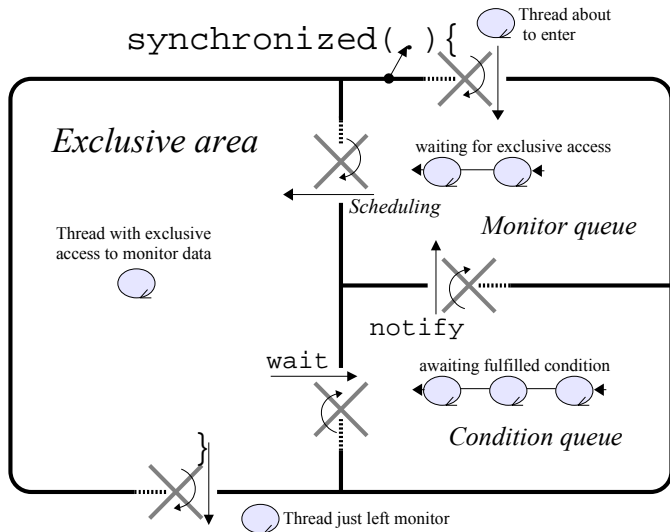 Thread about
to enter
synchronized( ){
Exclusive area
waiting for exclusive access
Scheduling
Monitor queue
Thread with exclusive
access to monitor data
notify
wait
awaiting fulfilled condition
Condition queue
}
Thread just left monitor